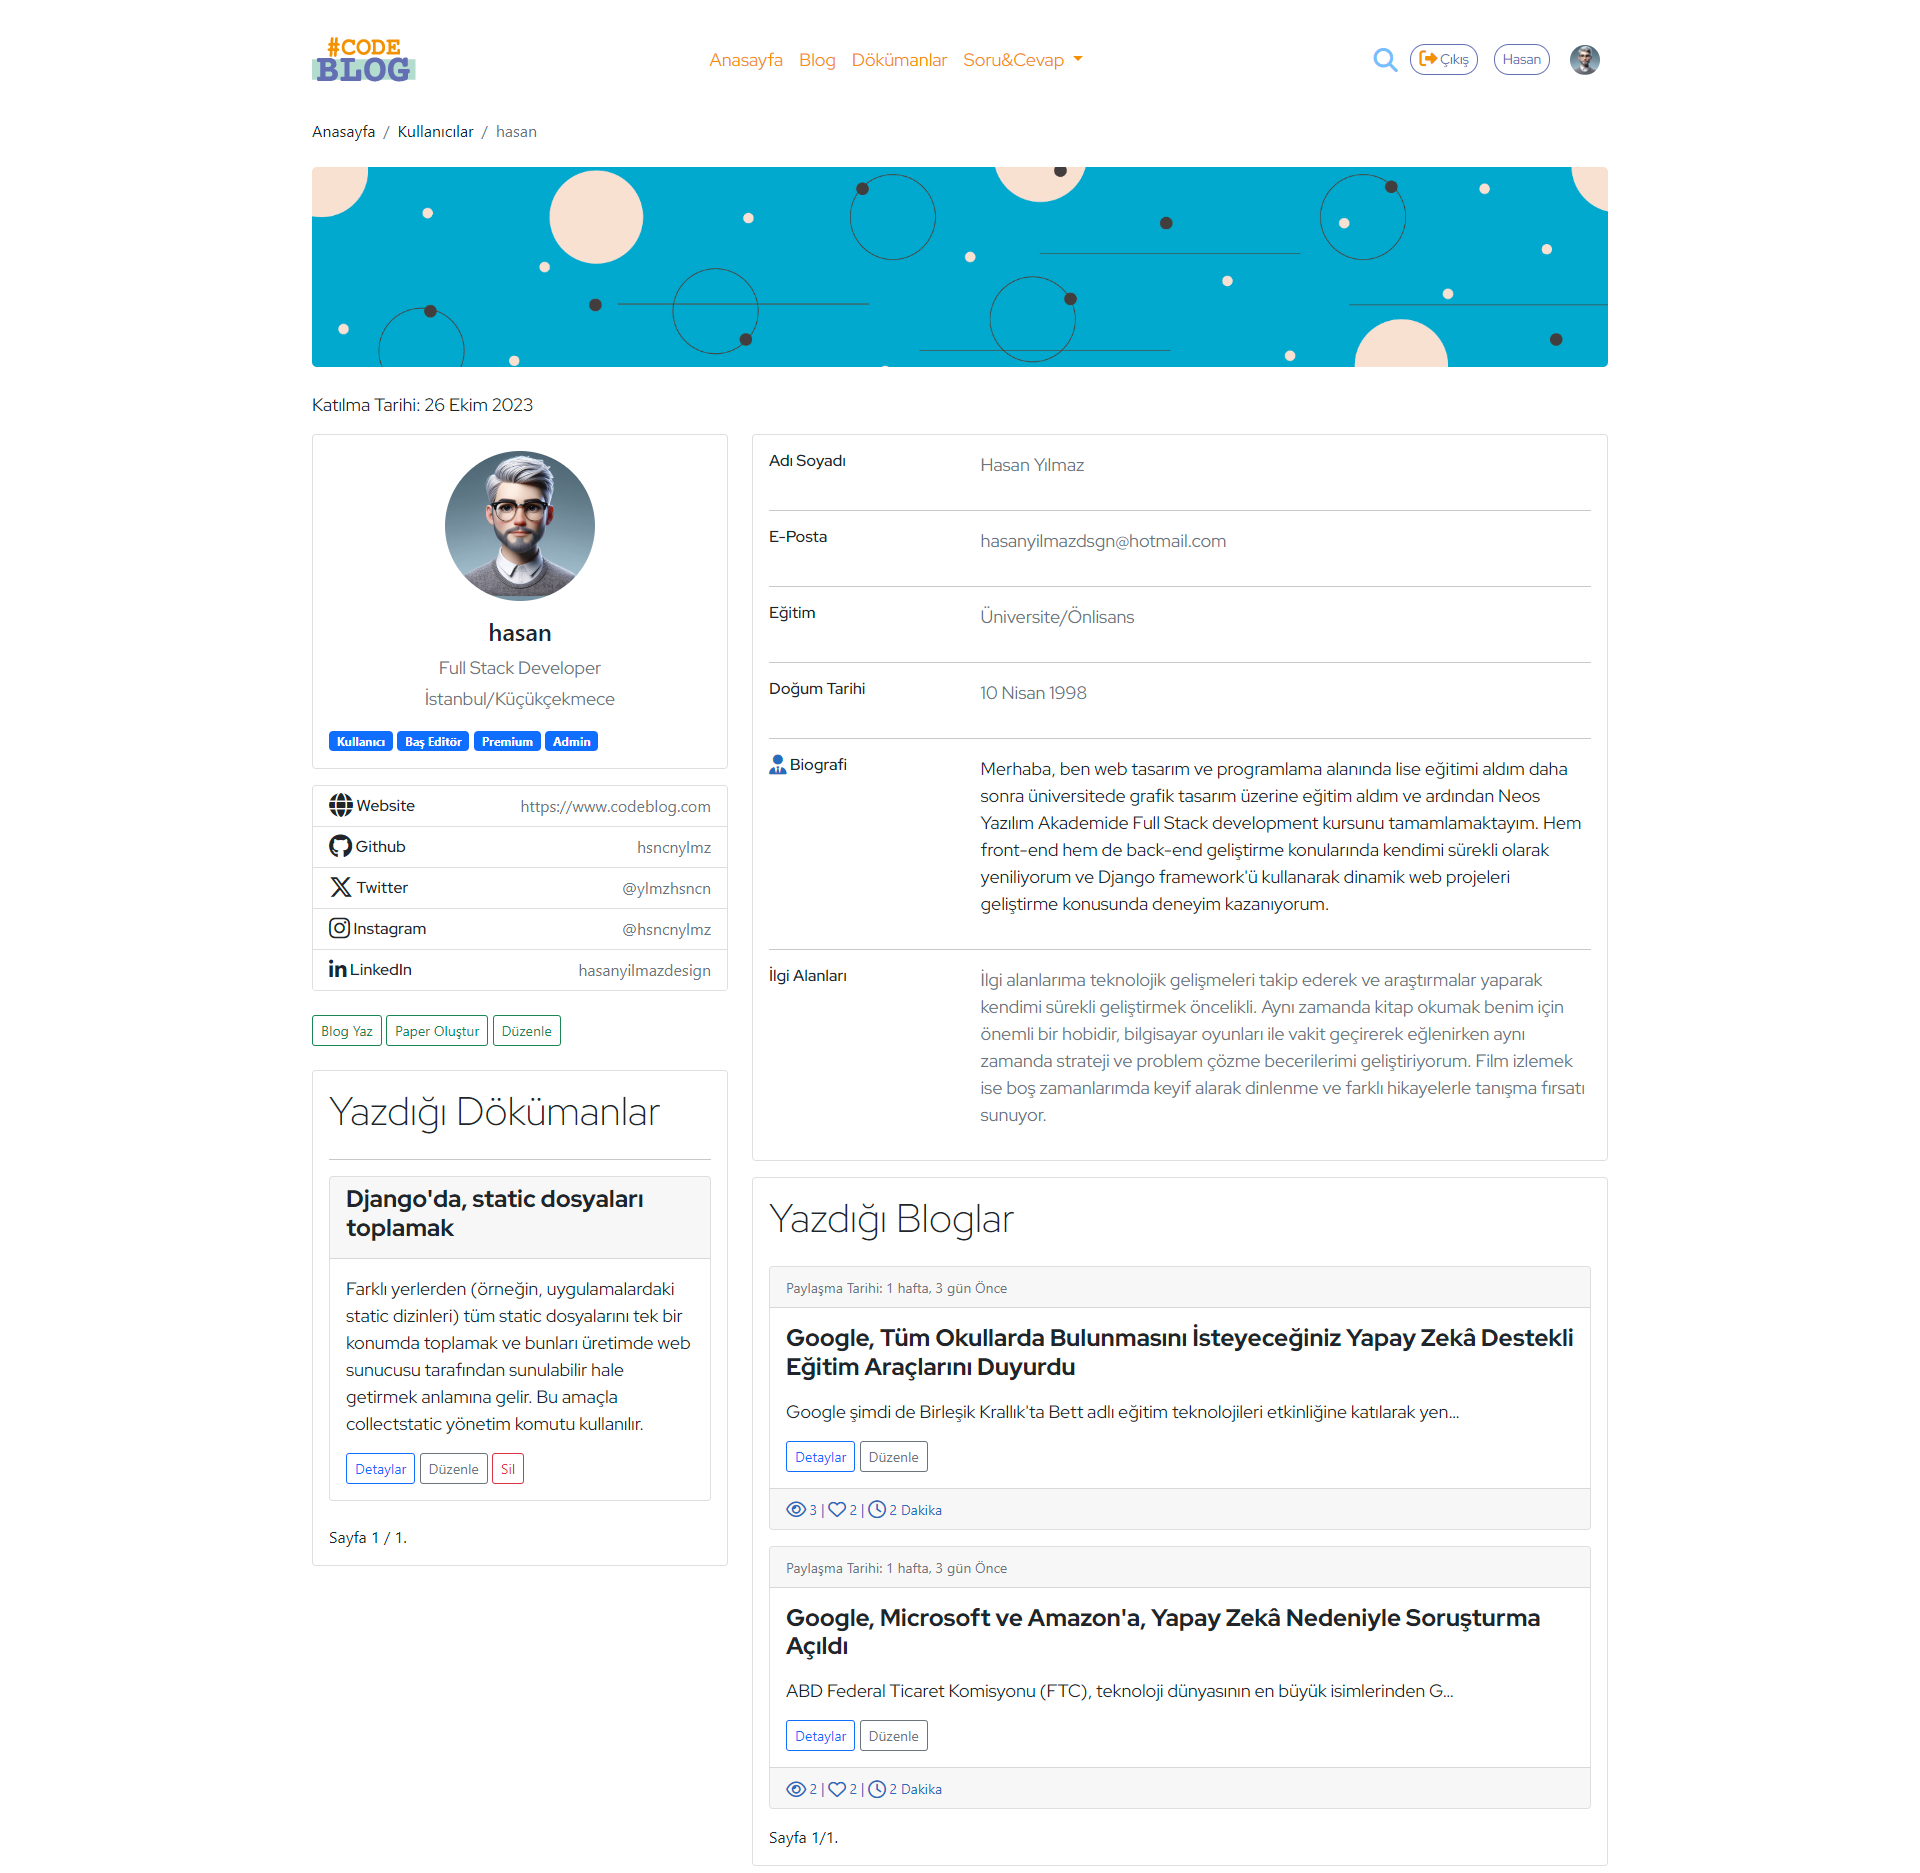 #CODE
BLOG
Anasayfa Blog Dökümanlar Soru&Cevap
Çıkış Hasan
Anasayfa / Kullanıcılar / hasan
Katılma Tarihi: 26 Ekim 2023
hasan
Full Stack Developer
İstanbul/Küçükçekmece
Kullanıcı Baş Editör Premium Admin
Website https://www.codeblog.com
Github hsncnylmz
Twitter @ylmzhsncn
Instagram @hsncnylmz
LinkedIn hasanyilmazdesign
Blog Yaz Paper Oluştur Düzenle
Yazdığı Dökümanlar
Django'da, static dosyaları
toplamak
Farklı yerlerden (örneğin, uygulamalardaki
static dizinleri) tüm static dosyalarını tek bir
konumda toplamak ve bunları üretimde web
sunucusu tarafından sunulabilir hale
getirmek anlamına gelir. Bu amaçla
collectstatic yönetim komutu kullanılır.
Detaylar Düzenle Sil
Sayfa 1 / 1.
Adı Soyadı Hasan Yılmaz
E-Posta hasanyilmazdsgn@hotmail.com
Eğitim Üniversite/Önlisans
Doğum Tarihi 10 Nisan 1998
Biografi Merhaba, ben web tasarım ve programlama alanında lise eğitimi aldım daha
sonra üniversitede grafik tasarım üzerine eğitim aldım ve ardından Neos
Yazılım Akademide Full Stack development kursunu tamamlamaktayım. Hem
front-end hem de back-end geliştirme konularında kendimi sürekli olarak
yeniliyorum ve Django framework'ü kullanarak dinamik web projeleri
geliştirme konusunda deneyim kazanıyorum.
İlgi Alanları İlgi alanlarıma teknolojik gelişmeleri takip ederek ve araştırmalar yaparak
kendimi sürekli geliştirmek öncelikli. Aynı zamanda kitap okumak benim için
önemli bir hobidir, bilgisayar oyunları ile vakit geçirerek eğlenirken aynı
zamanda strateji ve problem çözme becerilerimi geliştiriyorum. Film izlemek
ise boş zamanlarımda keyif alarak dinlenme ve farklı hikayelerle tanışma fırsatı
sunuyor.
Yazdığı Bloglar
Paylaşma Tarihi: 1 hafta, 3 gün Önce
Google, Tüm Okullarda Bulunmasını İsteyeceğiniz Yapay Zekâ Destekli
Eğitim Araçlarını Duyurdu
Google şimdi de Birleşik Krallık'ta Bett adlı eğitim teknolojileri etkinliğine katılarak yen…
Detaylar Düzenle
3 | 2 | 2 Dakika
Paylaşma Tarihi: 1 hafta, 3 gün Önce
Google, Microsoft ve Amazon'a, Yapay Zekâ Nedeniyle Soruşturma
Açıldı
ABD Federal Ticaret Komisyonu (FTC), teknoloji dünyasının en büyük isimlerinden G…
Detaylar Düzenle
2 | 2 | 2 Dakika
Sayfa 1/1.